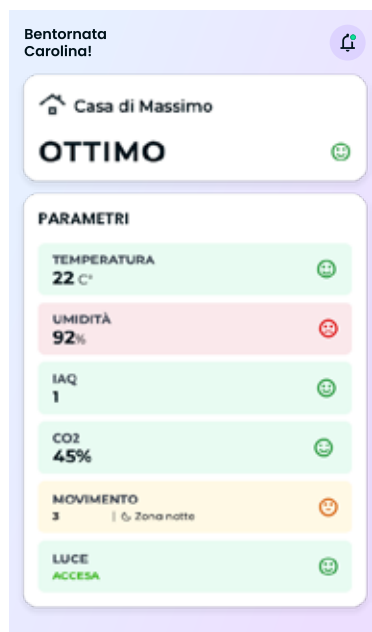 Bentornata
Carolina!
Casa di Massimo
OTTIMO
PARAMETRI
TEMPERATURA
22 C°
UMIDITÀ
92%
IAQ
1
CO2
45%
MOVIMENTO
3 | Zona notte
LUCE
ACCESA